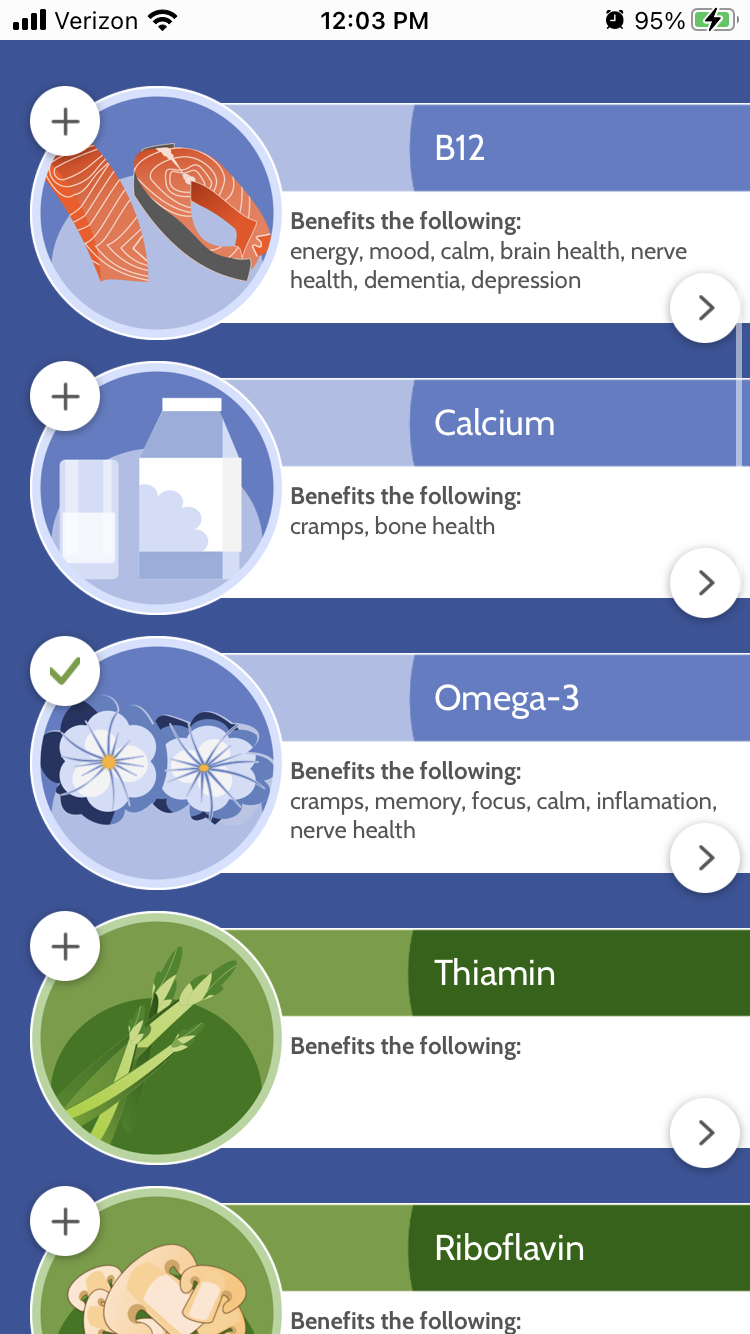 Verizon 12:03 PM 95%
B12
Benefits the following:
energy, mood, calm, brain health, nerve
health, dementia, depression
Calcium
Benefits the following:
cramps, bone health
Omega-3
Benefits the following:
cramps, memory, focus, calm, inflamation,
nerve health
Thiamin
Benefits the following:
Riboflavin
Benefits the following: